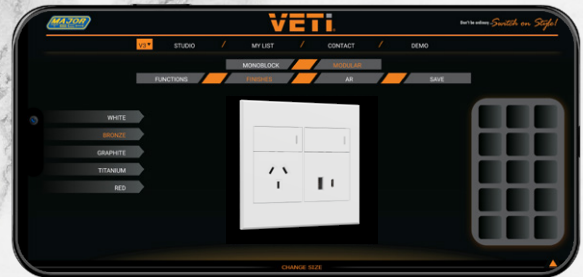 MAJOR
VETI
Don't be ordinary. Switch on Style!
V3 STUDIO / MY LIST / CONTACT / DEMO
MONOBLOCK MODULAR
FUNCTIONS FINISHES AR SAVE
WHITE
BRONZE
GRAPHITE
TITANIUM
RED
CHANGE SIZE